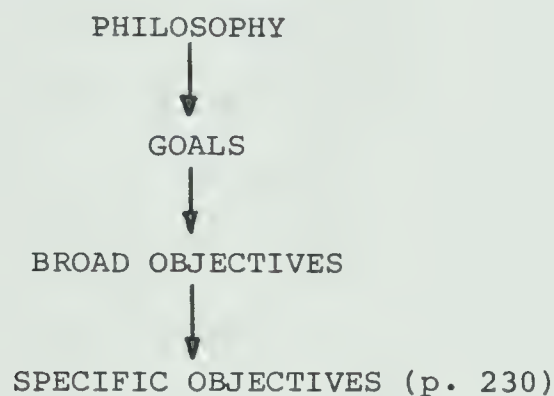 PHILOSOPHY
GOALS
BROAD OBJECTIVES
SPECIFIC OBJECTIVES (p. 230)